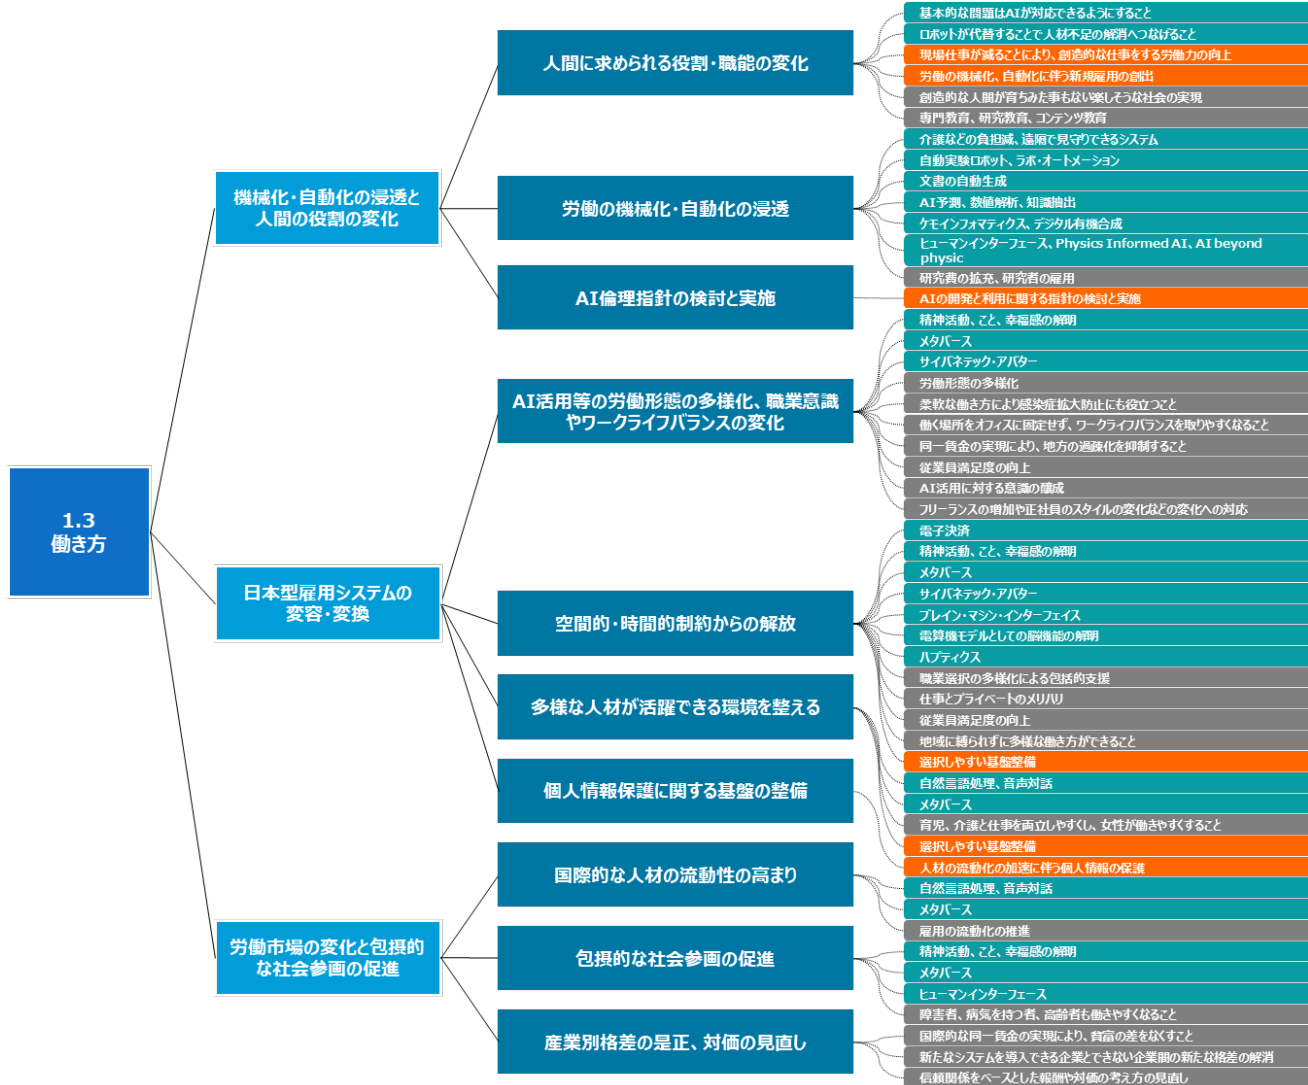 1.3
働き方
機械化・自動化の浸透と
人間の役割の変化
人間に求められる役割・職能の変化
基本的な問題はAIが対応できるようにすること
ロボットが代替することで人材不足の解消へつなげること
現場仕事が減ることにより、創造的な仕事をする労働力の向上
労働の機械化、自動化に伴う新規雇用の創出
創造的な人間が育ちみた事もない楽しそうな社会の実現
専門教育、研究教育、コンテンツ教育
労働の機械化・自動化の浸透
介護などの負担減、遠隔で見守りできるシステム
自動実験ロボット、ラボ・オートメーション
文書の自動生成
AI予測、数値解析、知識抽出
ケモインフォマティクス、デジタル有機合成
ヒューマンインターフェース、Physics Informed AI、AI beyond
physic
研究費の拡充、研究者の雇用
AI倫理指針の検討と実施
AIの開発と利用に関する指針の検討と実施
日本型雇用システムの
変容・変換
AI活用等の労働形態の多様化、職業意識
やワークライフバランスの変化
精神活動、こと、幸福感の解明
メタバース
サイバネテック・アバター
労働形態の多様化
柔軟な働き方により感染症拡大防止にも役立つこと
働く場所をオフィスに固定せず、ワークライフバランスを取りやすくなること
同一賃金の実現により、地方の過疎化を抑制すること
従業員満足度の向上
AI活用に対する意識の醸成
フリーランスの増加や正社員のスタイルの変化などの変化への対応
空間的・時間的制約からの解放
電子決済
精神活動、こと、幸福感の解明
メタバース
サイバネテック・アバター
ブレイン・マシン・インターフェイス
電算機モデルとしての脳機能の解明
ハプティクス
職業選択の多様化による包括的支援
仕事とプライベートのメリハリ
従業員満足度の向上
地域に縛られずに多様な働き方ができること
選択しやすい基盤整備
多様な人材が活躍できる環境を整える
自然言語処理、音声対話
メタバース
育児、介護と仕事を両立しやすくし、女性が働きやすくすること
選択しやすい基盤整備
個人情報保護に関する基盤の整備
人材の流動化の加速に伴う個人情報の保護
労働市場の変化と包摂的
な社会参画の促進
国際的な人材の流動性の高まり
自然言語処理、音声対話
メタバース
雇用の流動化の推進
包摂的な社会参画の促進
精神活動、こと、幸福感の解明
メタバース
ヒューマンインターフェース
障害者、病気を持つ者、高齢者も働きやすくなること
産業別格差の是正、対価の見直し
国際的な同一賃金の実現により、貧富の差をなくすこと
新たなシステムを導入できる企業とできない企業間の新たな格差の解消
信頼関係をベースとした報酬や対価の考え方の見直し